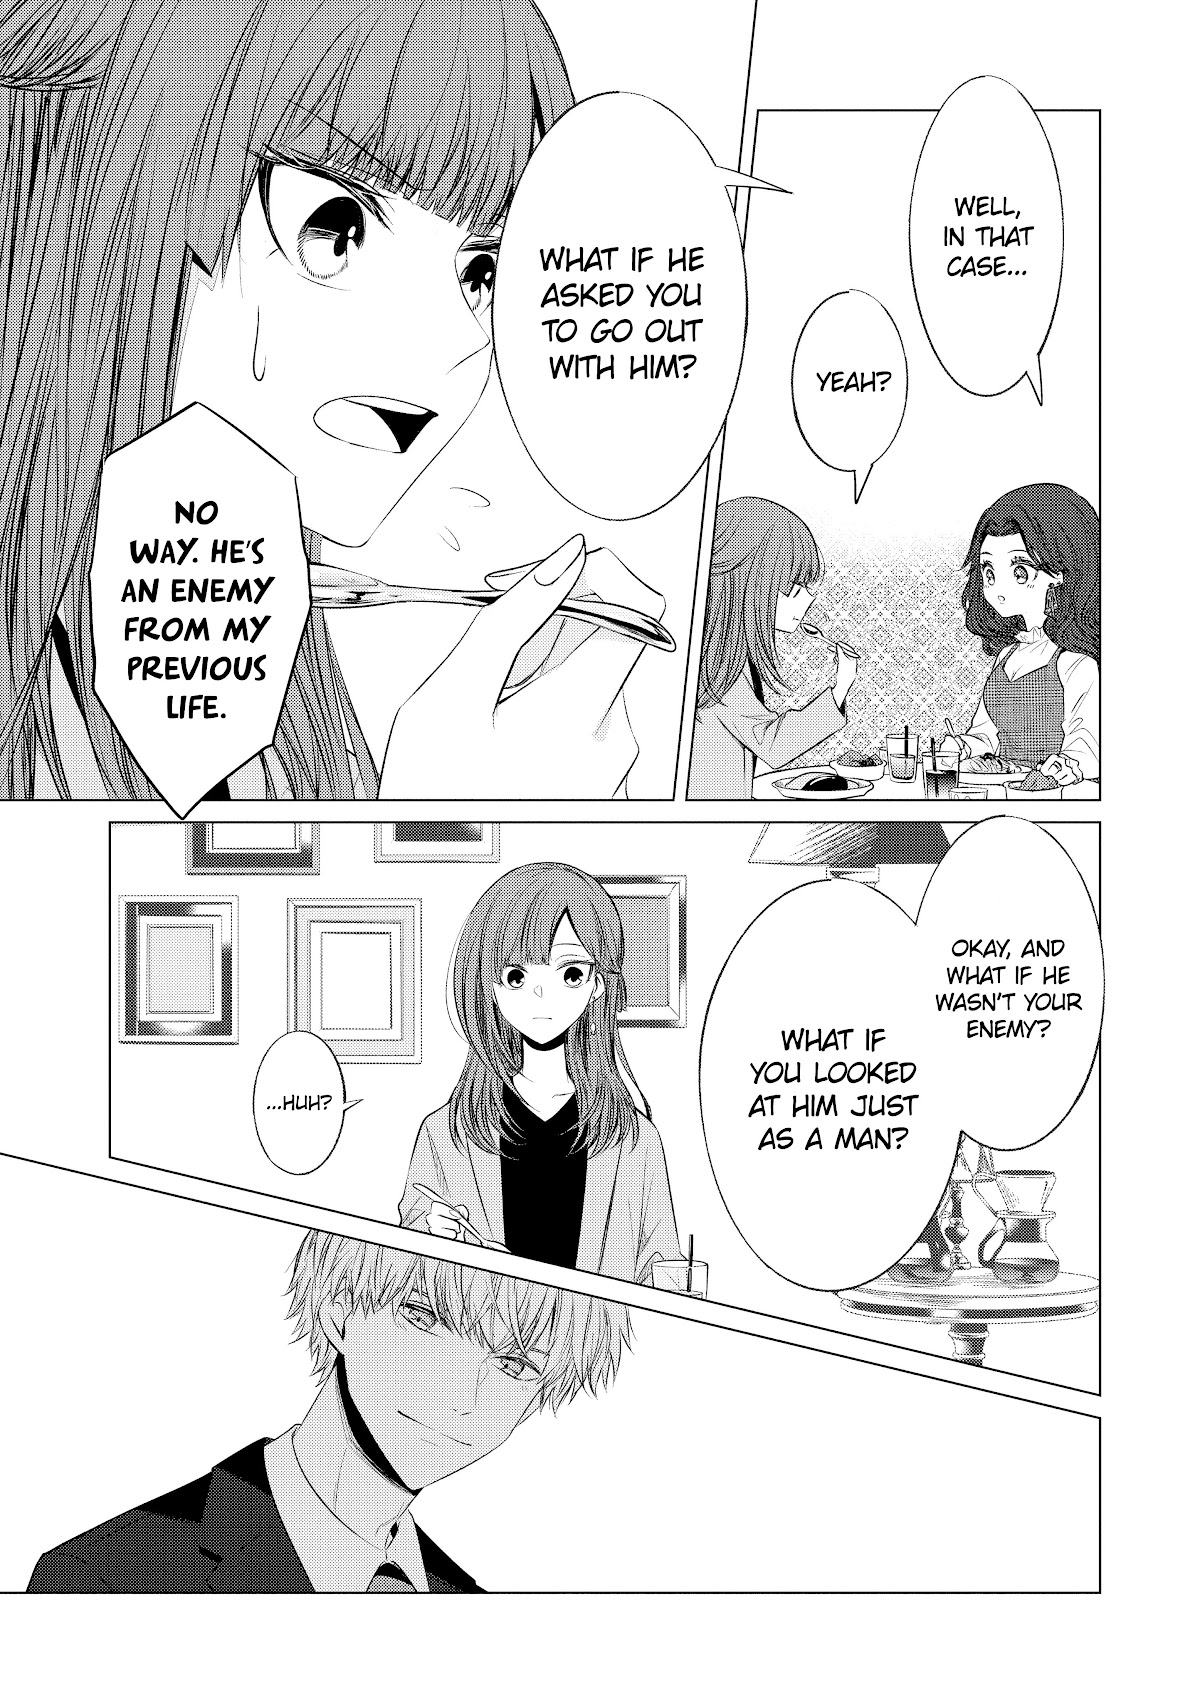 WELL,
IN THAT
CASE...
YEAH?
WHAT IF HE
ASKED YOU
TO GO OUT
WITH HIM?
NO
WAY. HE'S
AN ENEMY
FROM MY
PREVIOUS
LIFE.
OKAY, AND
WHAT IF HE
WASN'T YOUR
ENEMY?
WHAT IF
YOU LOOKED
AT HIM JUST
AS A MAN?
...HUH?